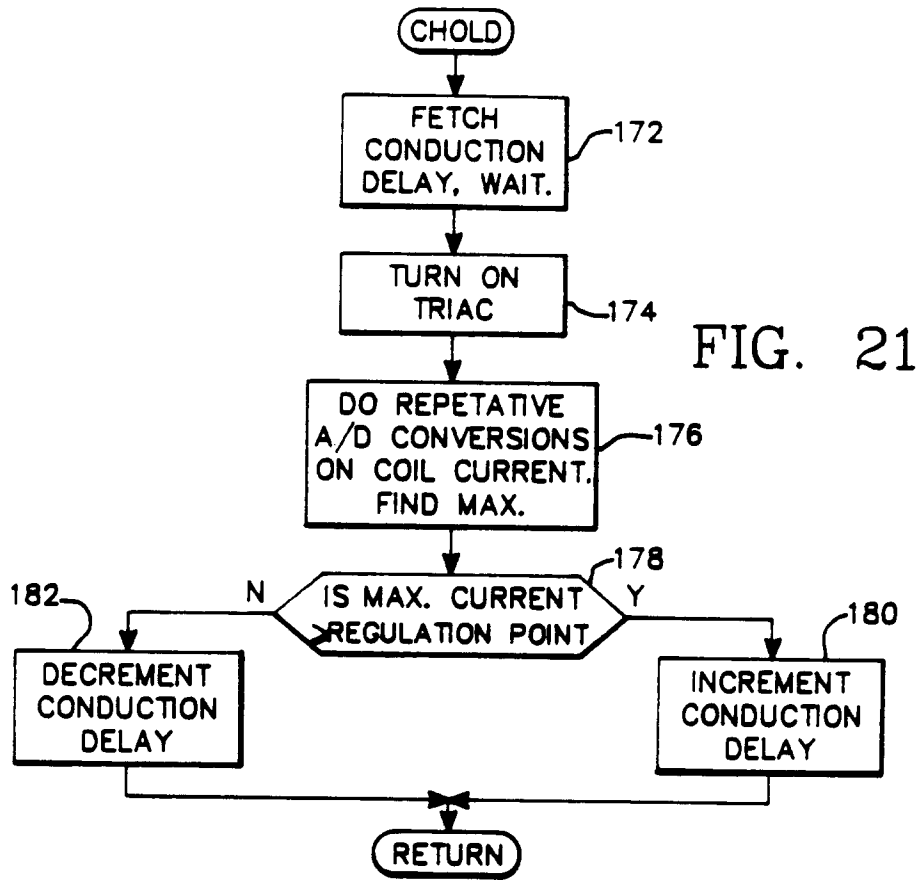 CHOLD
FETCH
CONDUCTION
DELAY, WAIT.
172
TURN ON
TRIAC
174
FIG. 21
DO REPETATIVE
A/D CONVERSIONS
ON COIL CURRENT.
FIND MAX.
176
178
N
IS MAX. CURRENT
>REGULATION POINT
Y
182
DECREMENT
CONDUCTION
DELAY
180
INCREMENT
CONDUCTION
DELAY
RETURN